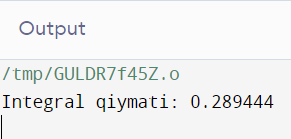 Output
/tmp/GULDR7f45Z.o
Integral qiymati: 0.289444